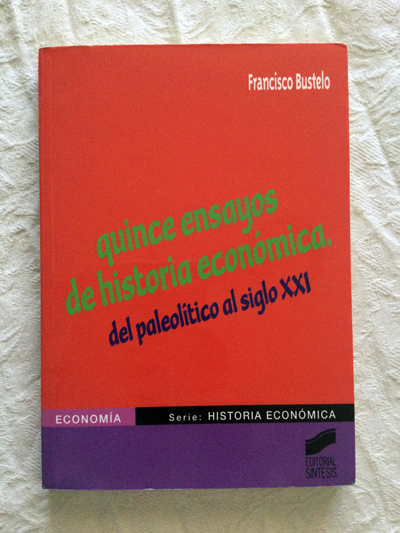 Francisco Bustelo
quince ensayos
de historia económica.
del paleolítico al siglo XXI
ECONOMÍA
Serie: HISTORIA ECONÓMICA
EDITORIAL
SINTESIS